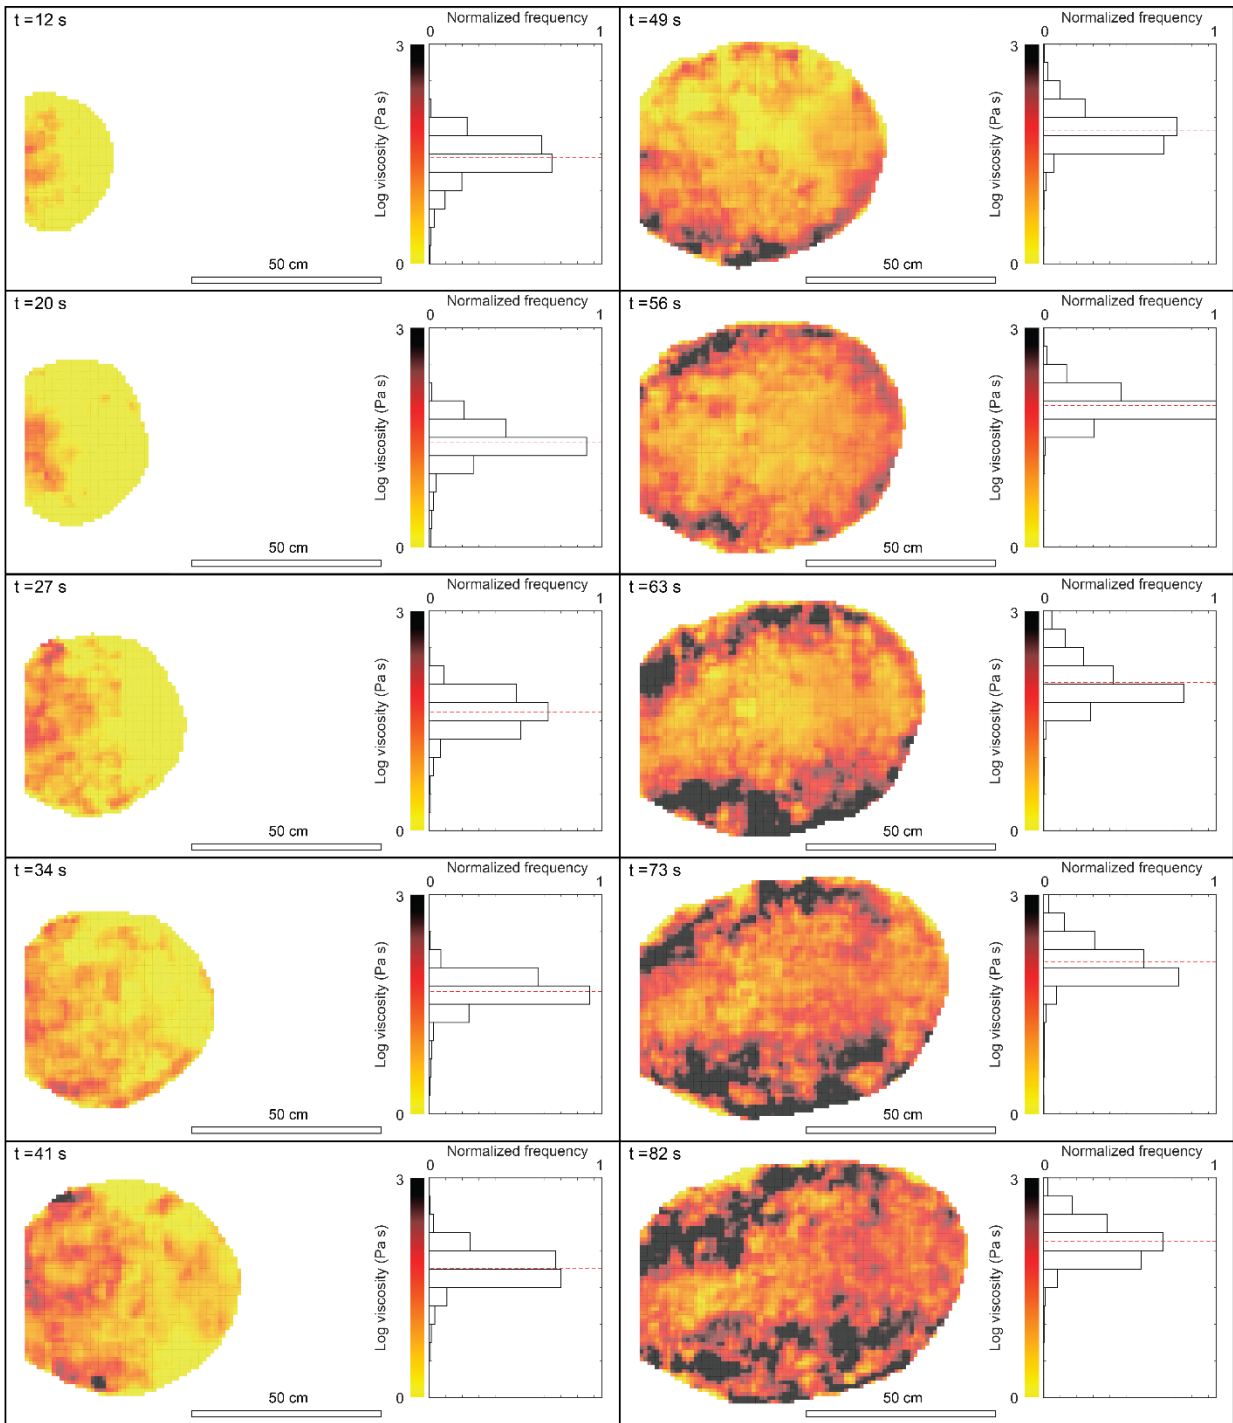 t =12 s
Normalized frequency
0 1
3
Log viscosity (Pa s)
0
50 cm
t =20 s
Normalized frequency
0 1
3
Log viscosity (Pa s)
0
50 cm
t =27 s
Normalized frequency
0 1
3
Log viscosity (Pa s)
0
50 cm
t =34 s
Normalized frequency
0 1
3
Log viscosity (Pa s)
0
50 cm
t =41 s
Normalized frequency
0 1
3
Log viscosity (Pa s)
0
50 cm
t =49 s
Normalized frequency
0 1
3
Log viscosity (Pa s)
0
50 cm
t =56 s
Normalized frequency
0 1
3
Log viscosity (Pa s)
0
50 cm
t =63 s
Normalized frequency
0 1
3
Log viscosity (Pa s)
0
50 cm
t =73 s
Normalized frequency
0 1
3
Log viscosity (Pa s)
0
50 cm
t =82 s
Normalized frequency
0 1
3
Log viscosity (Pa s)
0
50 cm